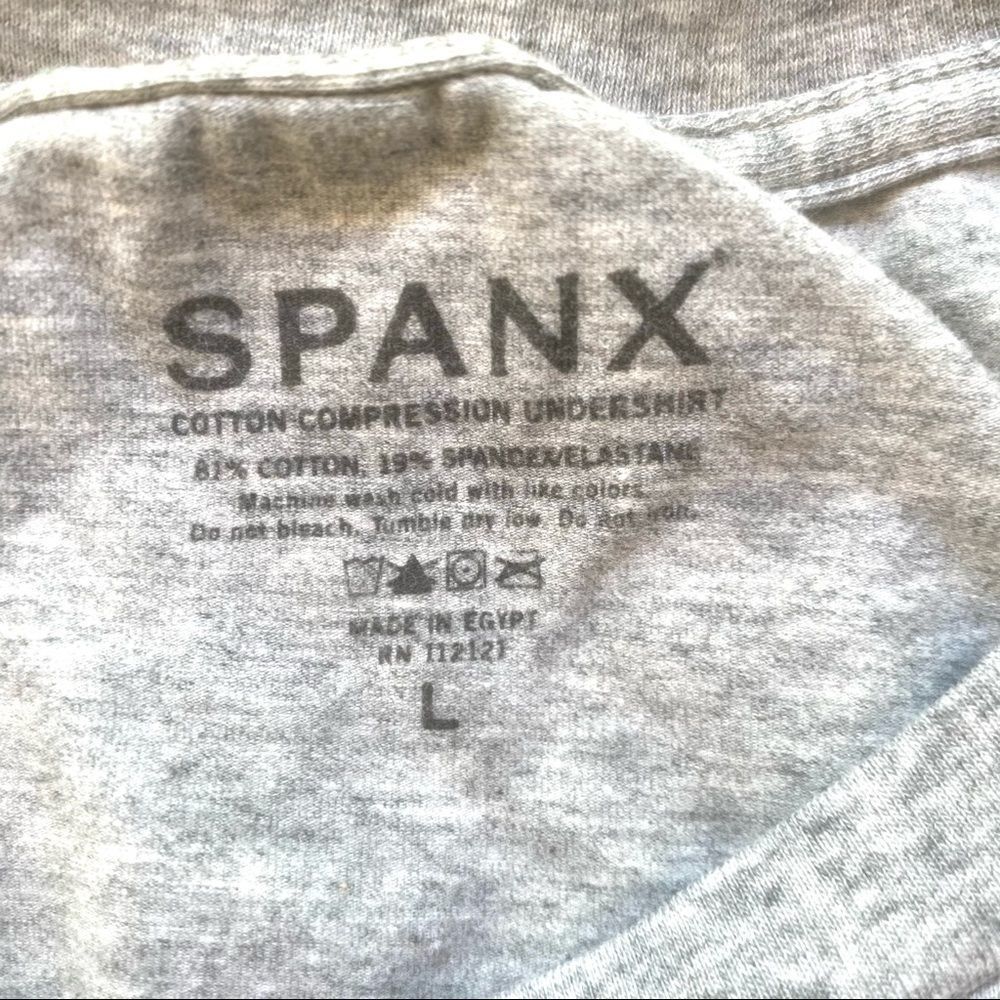 SPANX
COTTON COMPRESSION UNDERSHIRT
81% COTTON, 19% SPANDEX/ELASTANE
Machine wash cold with like colors.
Do not bleach. Tumble dry low. Do not iron.
MADE IN EGYPT
RN 112121
L